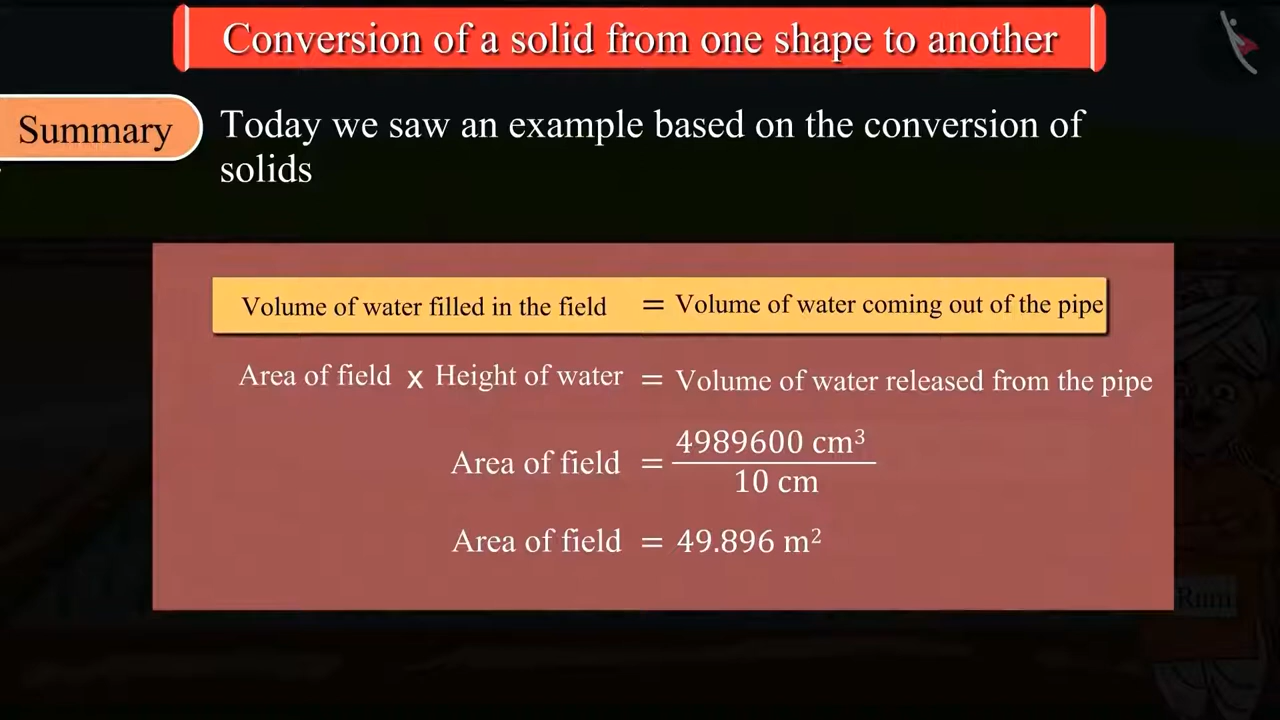 Conversion of a solid from one shape to another
Summary
Today we saw an example based on the conversion of
solids
Volume of water filled in the field = Volume of water coming out of the pipe
Area of field x Height of water = Volume of water released from the pipe
Area of field = 4989600 cm³ / 10 cm
Area of field = 49.896 m²
Ram